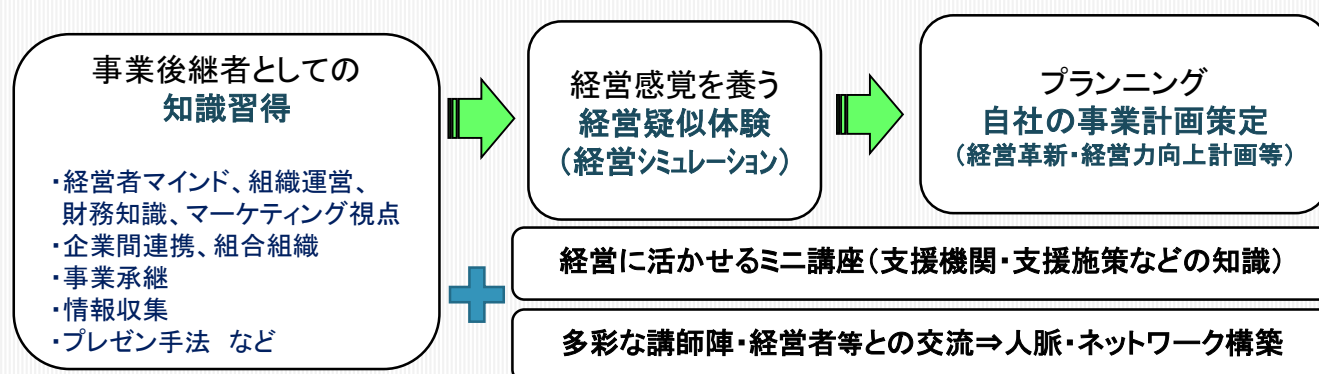 事業後継者としての
知識習得
・経営者マインド、組織運営、
財務知識、マーケティング視点
・企業間連携、組合組織
・事業承継
・情報収集
・プレゼン手法　など
経営感覚を養う
経営疑似体験
（経営ｼﾐｭﾚｰｼｮﾝ）
プランニング
自社の事業計画策定
（経営革新・経営力向上計画等）
経営に活かせるミニ講座（支援機関・支援施策などの知識）
多彩な講師陣・経営者等との交流⇒人脈・ネットワーク構築